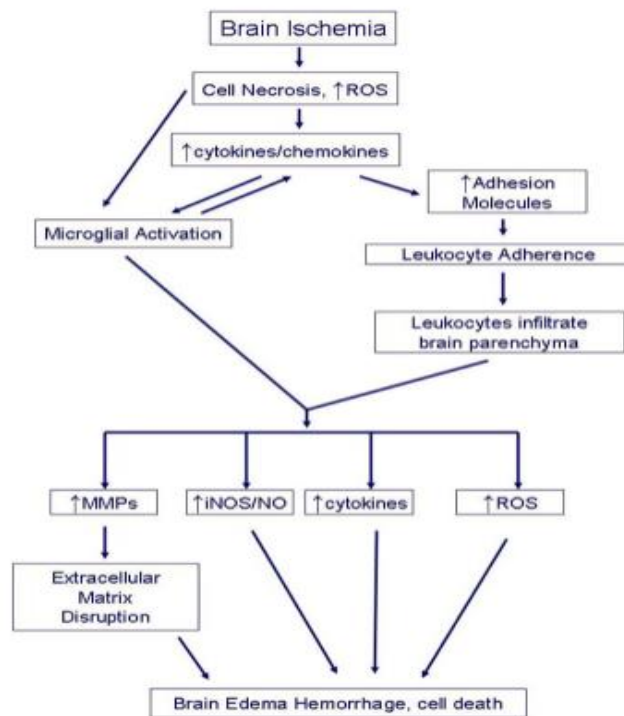 Brain Ischemia
Cell Necrosis, ↑ROS
↑cytokines/chemokines
↑Adhesion
Molecules
Microglial Activation
Leukocyte Adherence
Leukocytes infiltrate
brain parenchyma
↑MMPs
↑iNOS/NO
↑cytokines
↑ROS
Extracellular
Matrix
Disruption
Brain Edema Hemorrhage, cell death